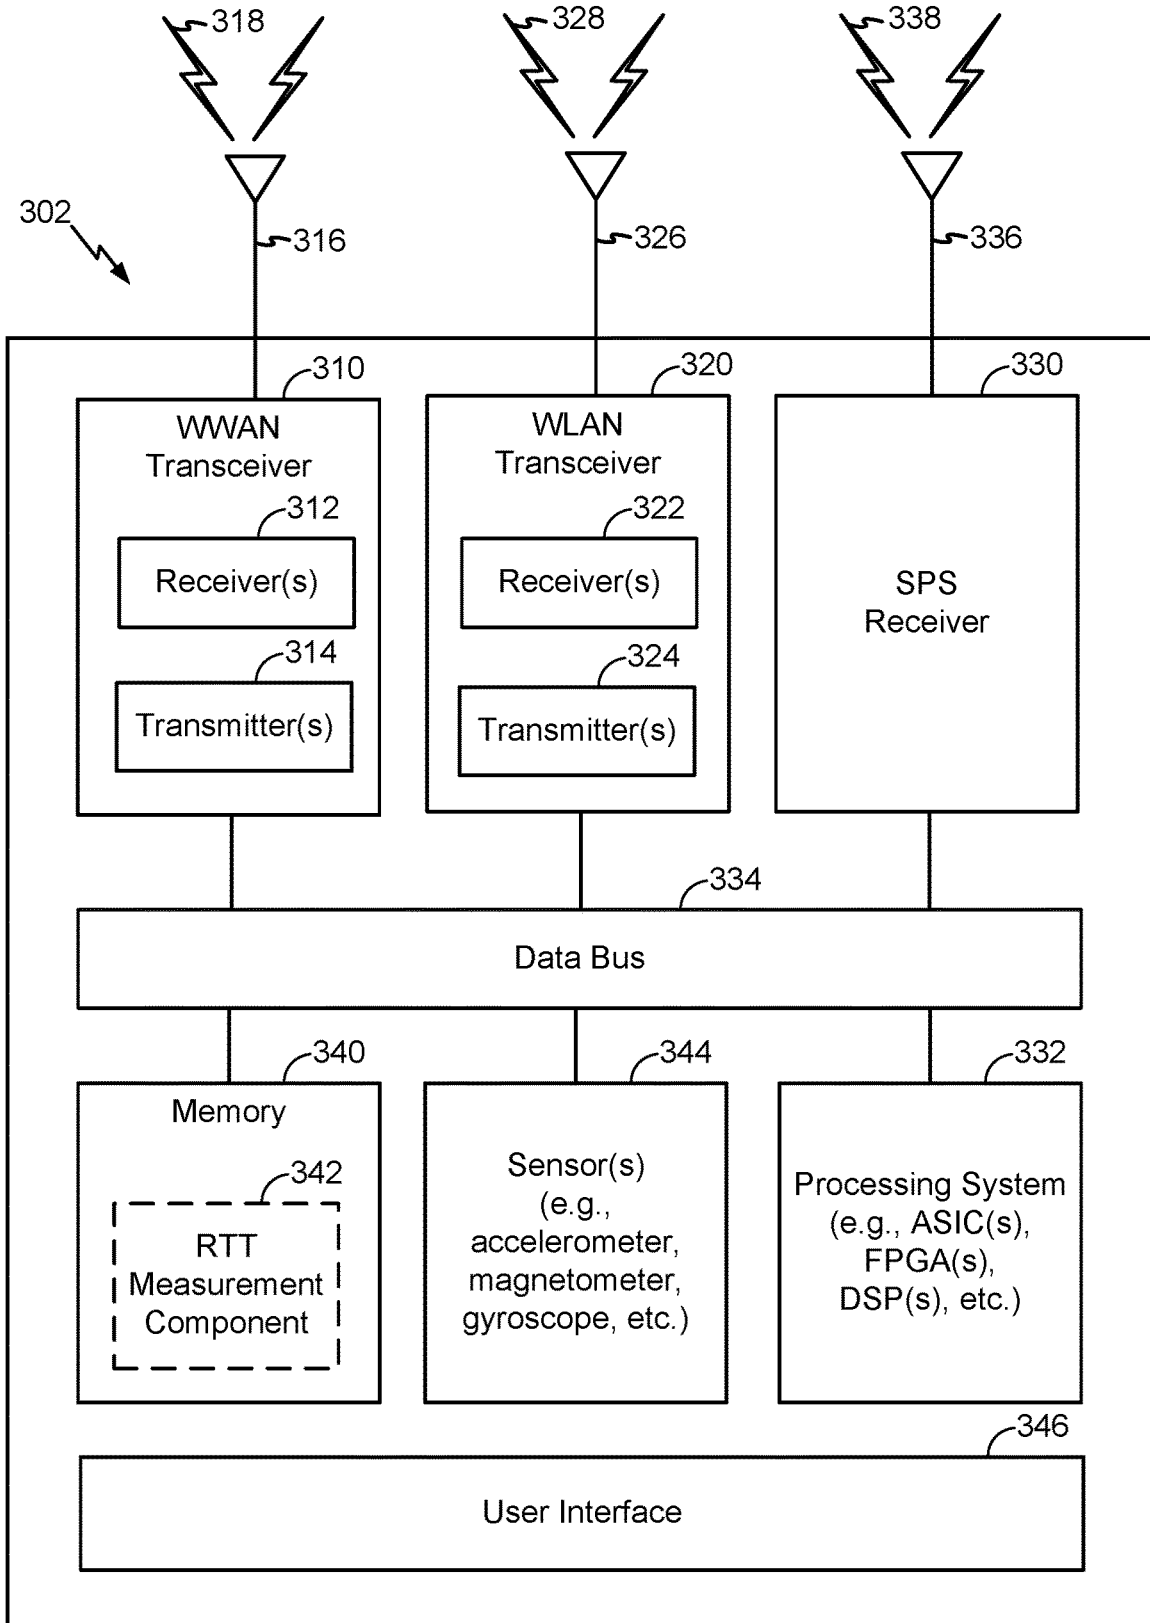 318
328
338
302
316
326
336
310
320
330
WWAN
Transceiver
WLAN
Transceiver
312
322
Receiver(s)
Receiver(s)
SPS
Receiver
314
324
Transmitter(s)
Transmitter(s)
334
Data Bus
340
344
332
Memory
342
RTT
Measurement
Component
Sensor(s)
(e.g.,
accelerometer,
magnetometer,
gyroscope, etc.)
Processing System
(e.g., ASIC(s),
FPGA(s),
DSP(s), etc.)
346
User Interface